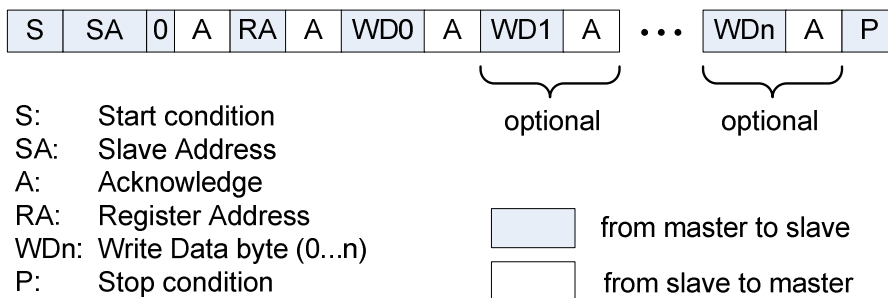 S SA 0 A RA A WD0 A WD1 A ••• WDn A P
optional optional
S: Start condition
SA: Slave Address
A: Acknowledge
RA: Register Address
WDn: Write Data byte (0...n)
P: Stop condition
from master to slave
from slave to master